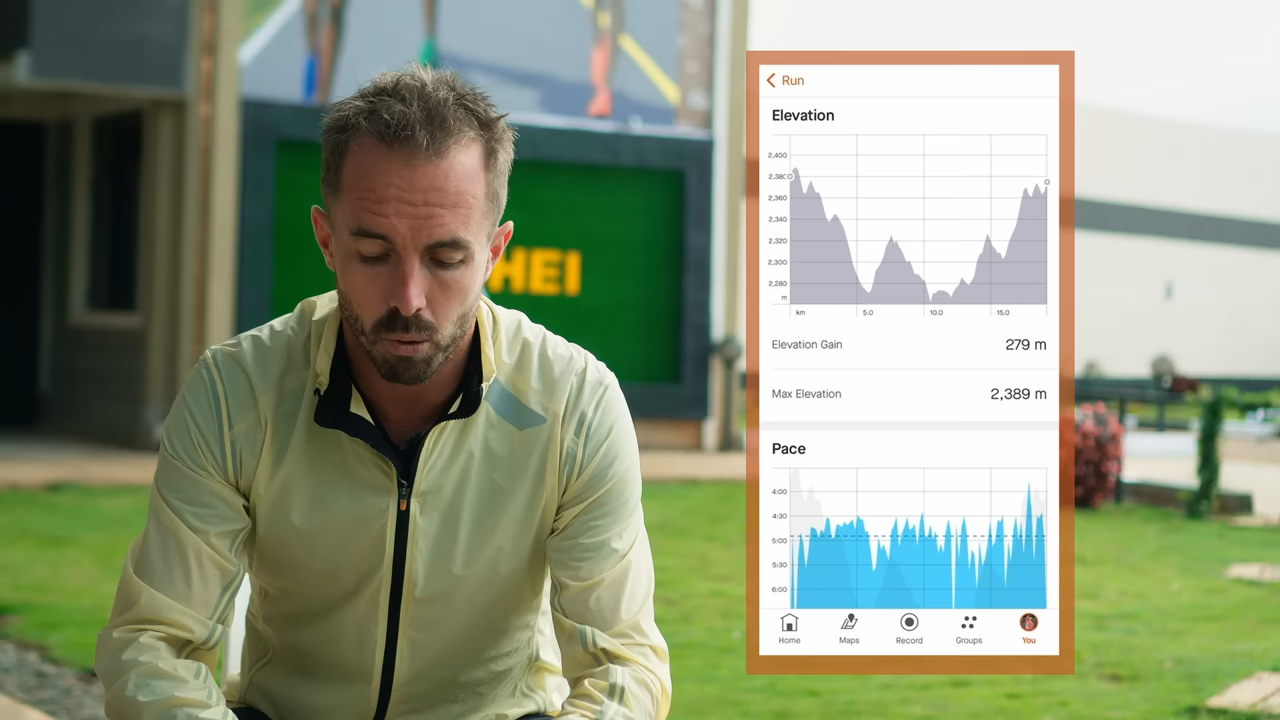 HEI
Run
Elevation
2,400
2,380
2,360
2,340
2,320
2,300
2,280
m
km 5.0 10.0 15.0
Elevation Gain 279 m
Max Elevation 2,389 m
Pace
4:00
4:30
5:00
5:30
6:00
Home Maps Record Groups You